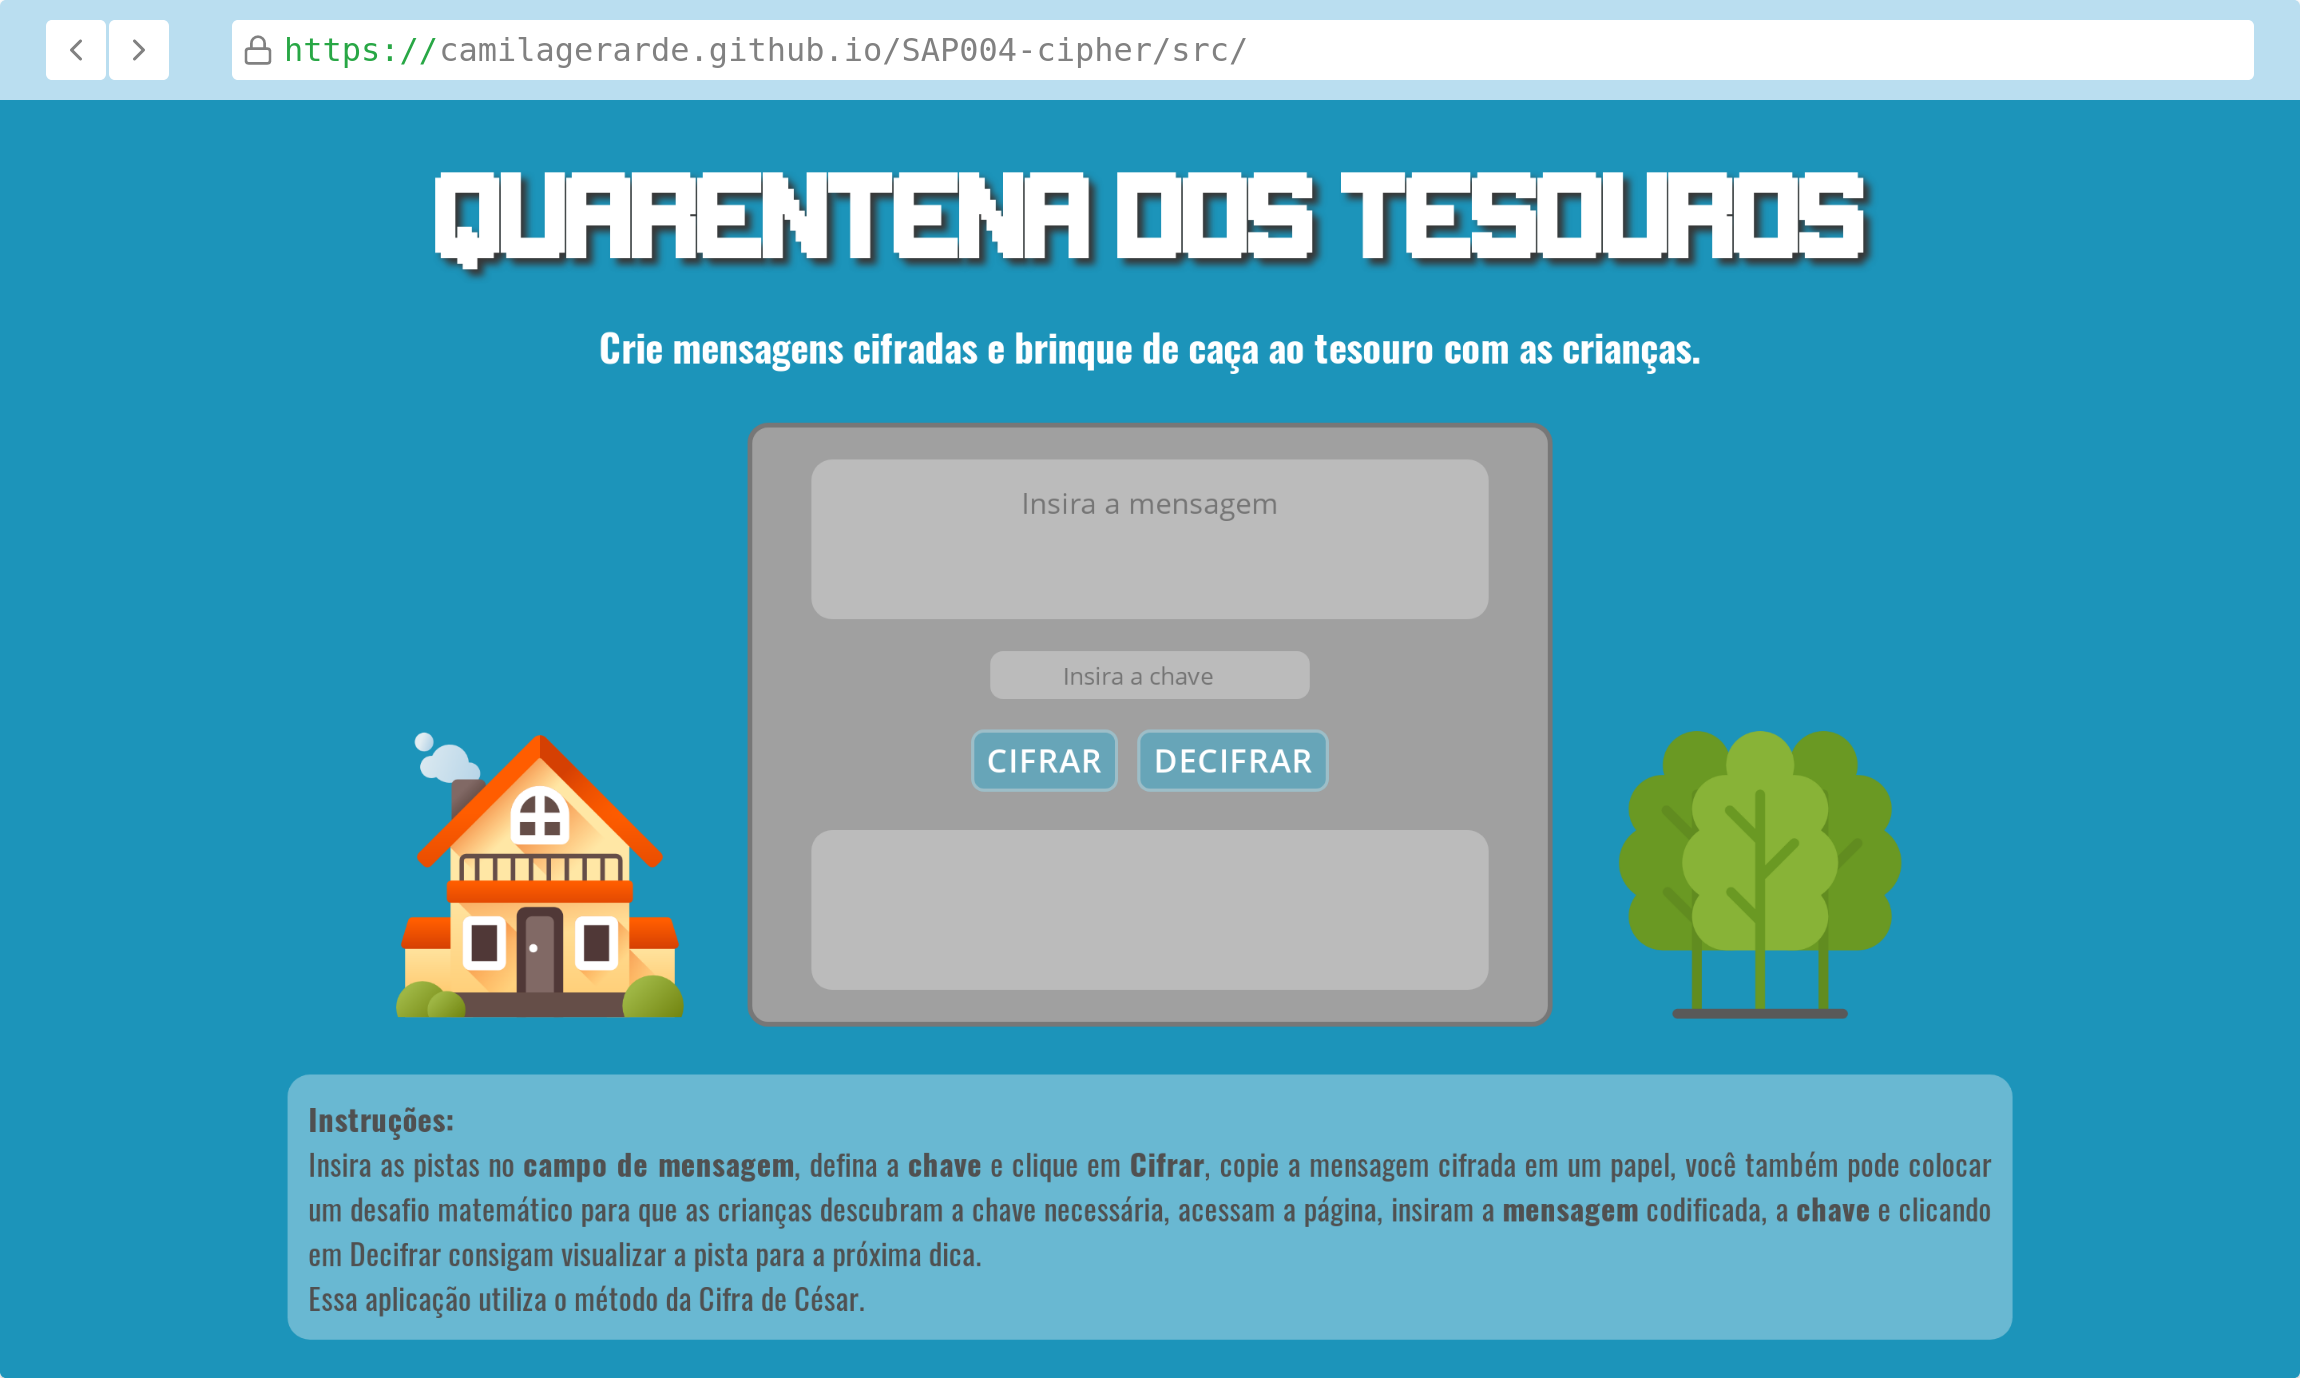 https://camilagerarde.github.io/SAP004-cipher/src/
QUARENTENA DOS TESOUROS
Crie mensagens cifradas e brinque de caça ao tesouro com as crianças.
Insira a mensagem
Insira a chave
CIFRAR DECIFRAR
Instruções:
Insira as pistas no campo de mensagem, defina a chave e clique em Cifrar, copie a mensagem cifrada em um papel, você também pode colocar
um desafio matemático para que as crianças descubram a chave necessária, acessam a página, insiram a mensagem codificada, a chave e clicando
em Decifrar consigam visualizar a pista para a próxima dica.
Essa aplicação utiliza o método da Cifra de César.